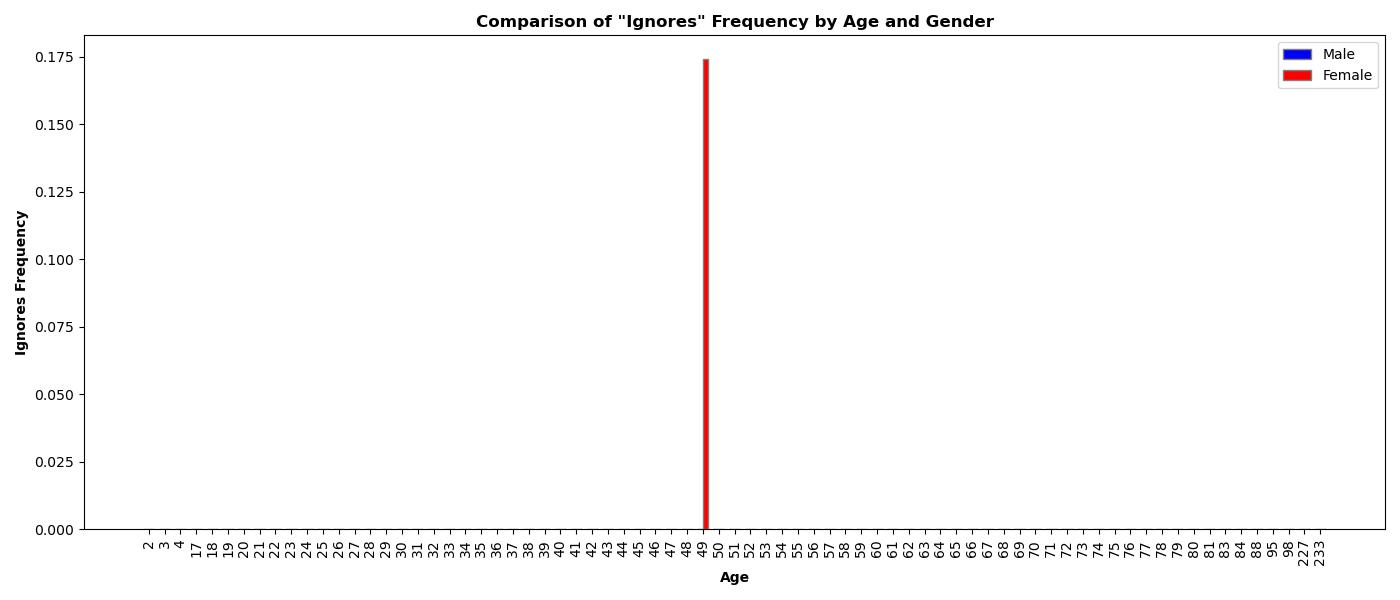 Comparison of "Ignores" Frequency by Age and Gender
Male
Female
0.175
0.150
0.125
0.100
0.075
0.050
0.025
0.000
Ignores Frequency
2 3 4 17 18 19 20 21 22 23 24 25 26 27 28 29 30 31 32 33 34 35 36 37 38 39 40 41 42 43 44 45 46 47 48 49 50 51 52 53 54 55 56 57 58 59 60 61 62 63 64 65 66 67 68 69 70 71 72 73 74 75 76 77 78 79 80 81 83 84 88 95 98 227 233
Age